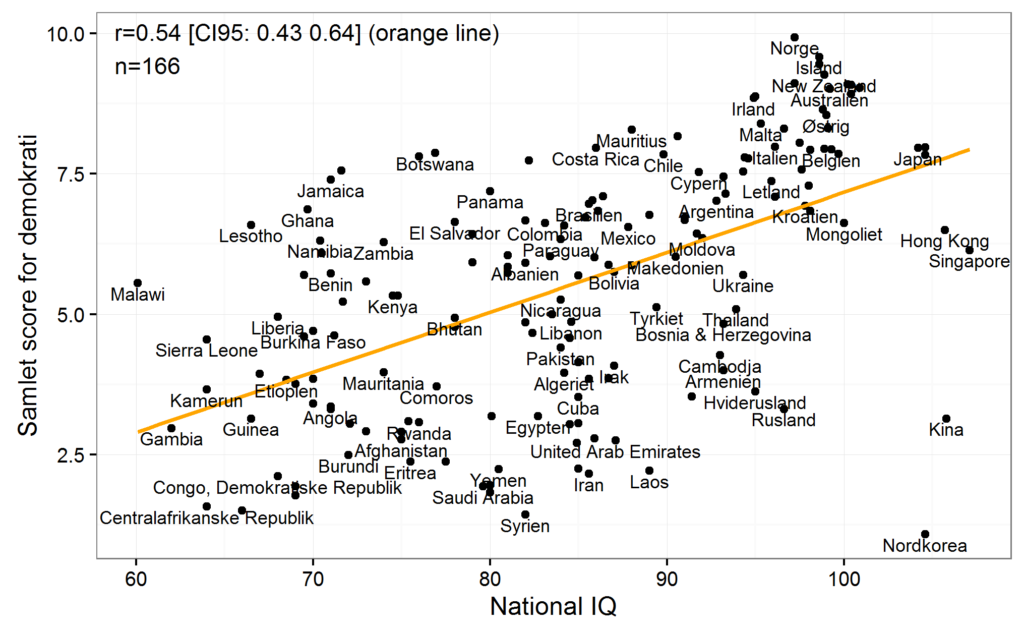 r=0.54 [CI95: 0.43 0.64] (orange line)
n=166
Samlet score for demokrati
10.0
7.5
5.0
2.5
Norge
Island
New Zealand
Australien
Irland
Østrig
Malta
Mauritius
Costa Rica
Italien
Belgien
Japan
Botswana
Chile
Cypern
Jamaica
Letland
Panama
Argentina
Brasilien
Kroatien
Ghana
Lesotho
El Salvador
Colombia
Mexico
Mongoliet
Hong Kong
Namibia
Zambia
Paraguay
Moldova
Singapore
Albanien
Makedonien
Benin
Bolivia
Ukraine
Malawi
Kenya
Nicaragua
Tyrkiet
Thailand
Liberia
Bhutan
Libanon
Bosnia & Herzegovina
Burkina Faso
Sierra Leone
Pakistan
Cambodja
Irak
Etiopien
Mauritania
Algeriet
Armenien
Kamerun
Comoros
Cuba
Hviderusland
Angola
Rusland
Guinea
Rwanda
Egypten
Kina
Gambia
Afghanistan
United Arab Emirates
Burundi
Eritrea
Yemen
Iran
Laos
Congo, Demokratiske Republik
Saudi Arabia
Centralafrikanske Republik
Syrien
Nordkorea
60
70
80
90
100
National IQ